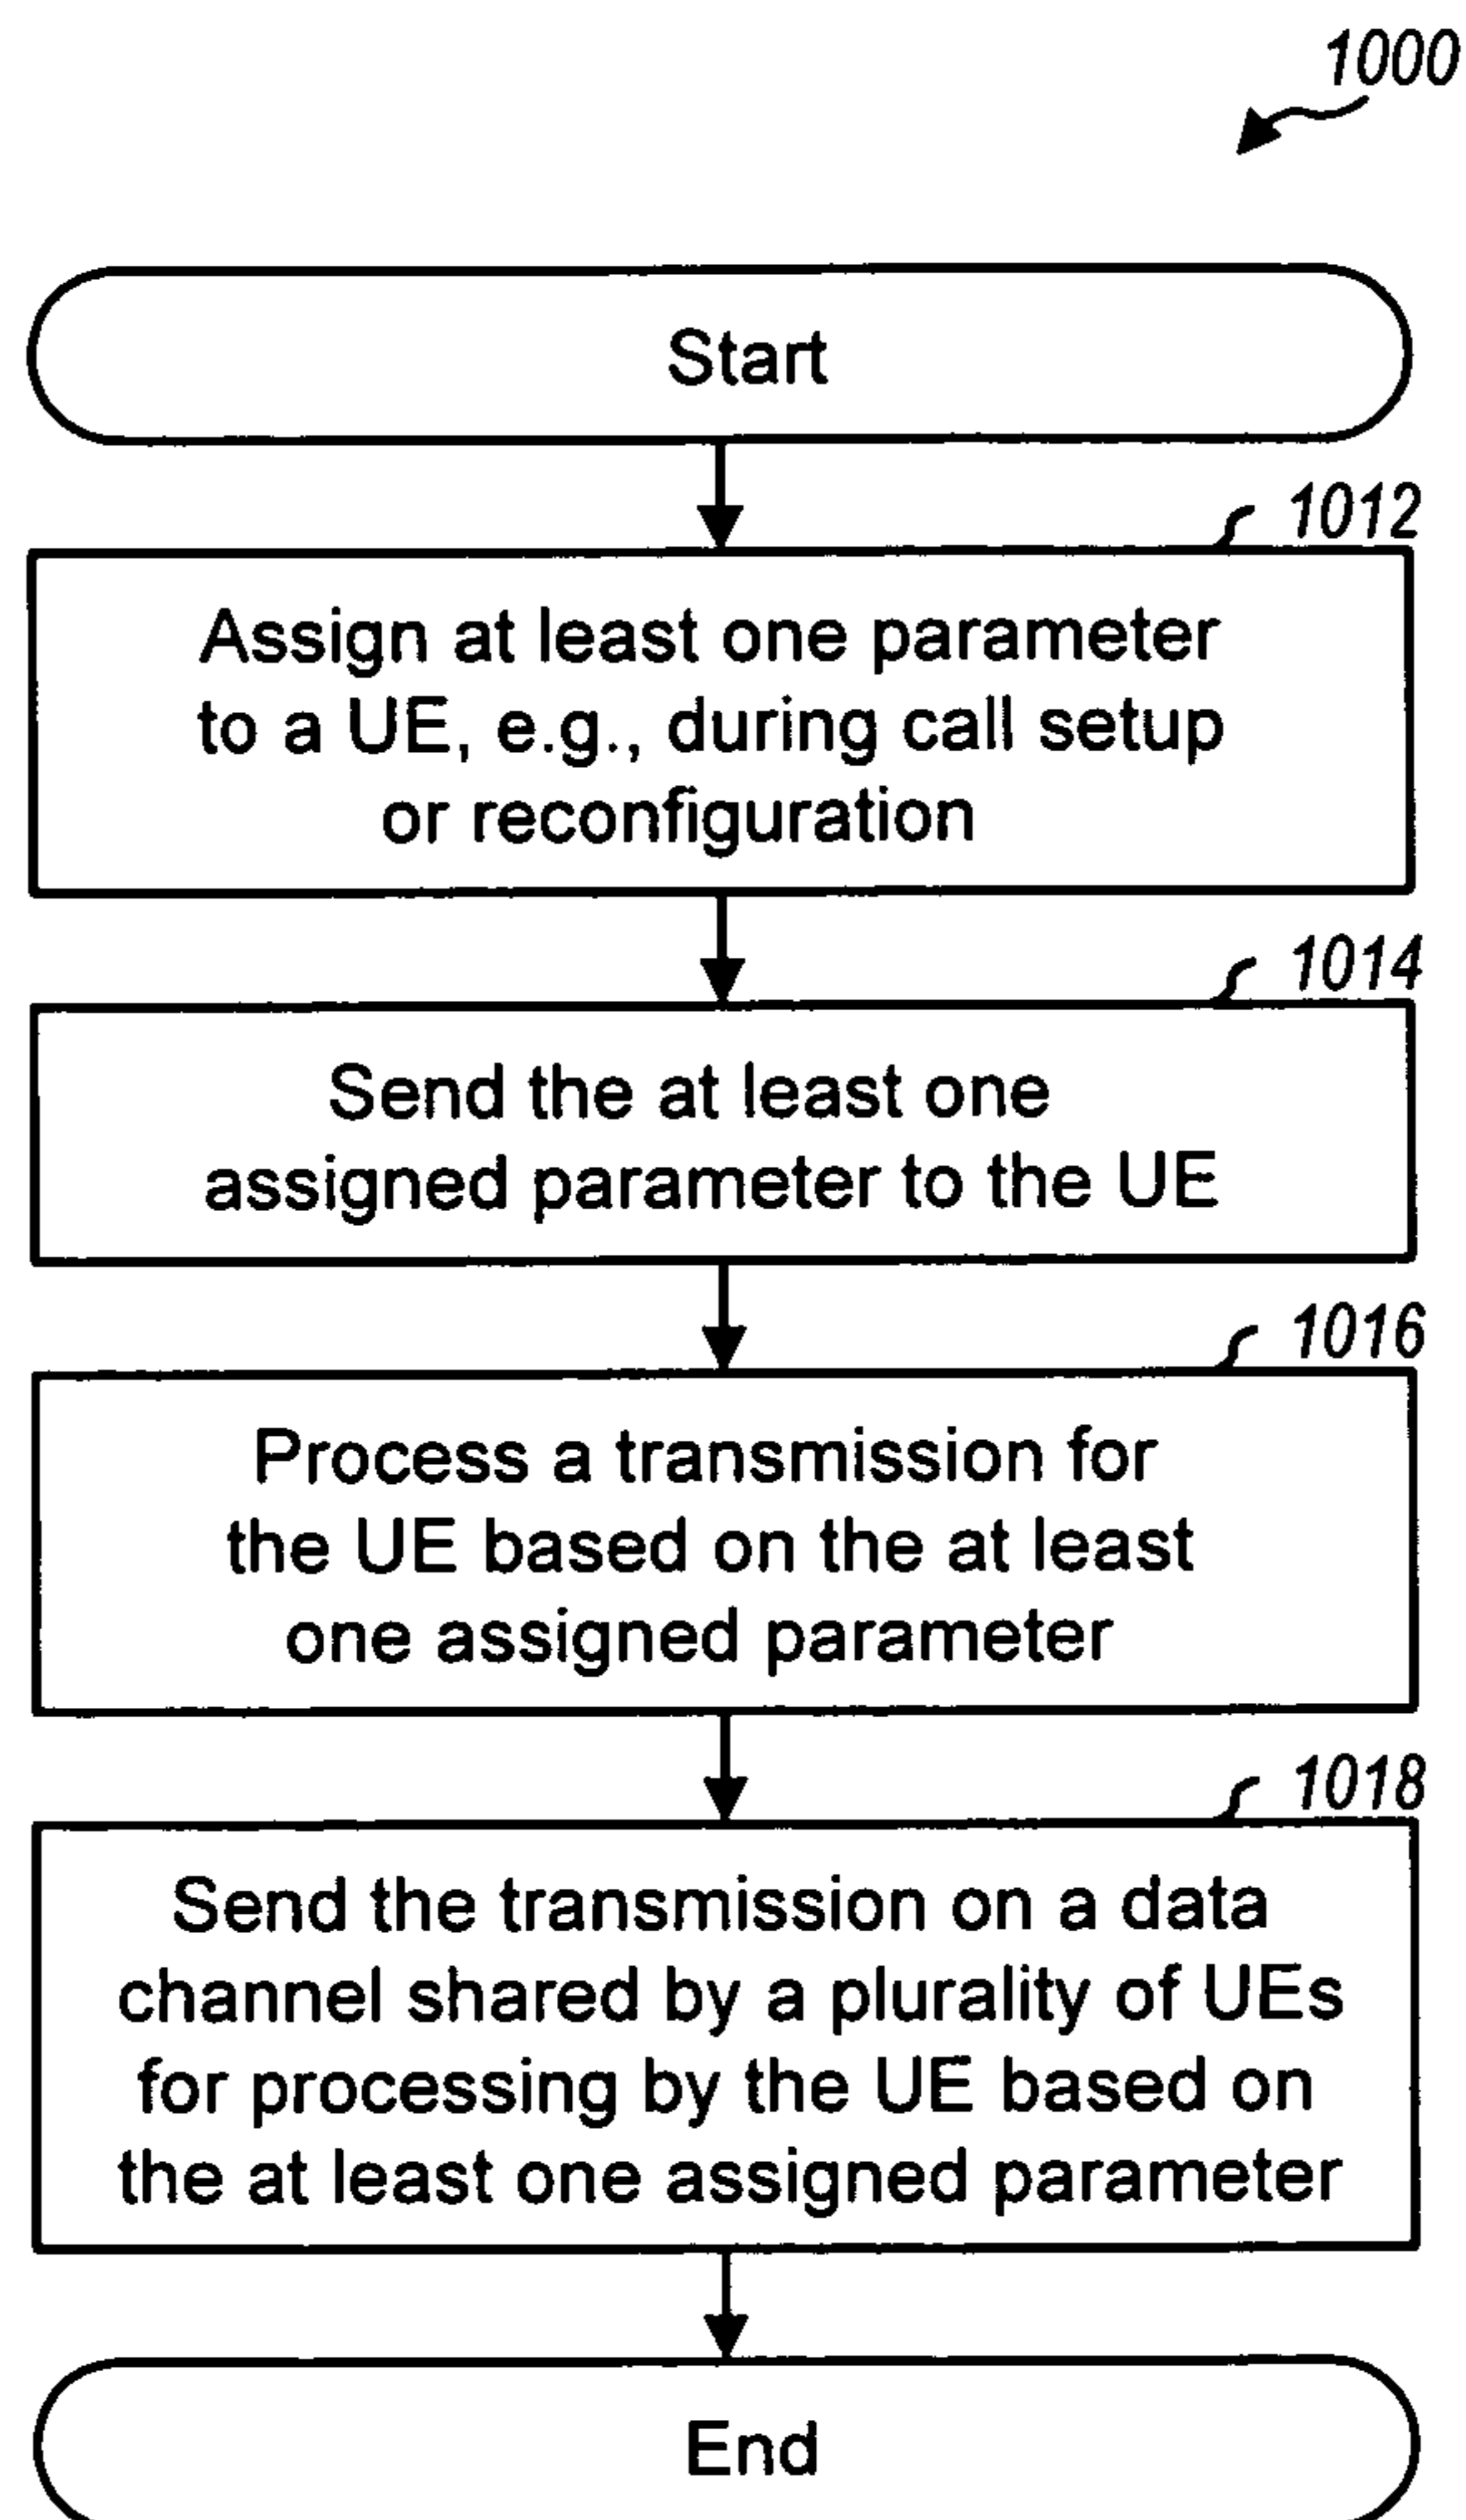 1000
Start
1012
Assign at least one parameter
to a UE, e.g., during call setup
or reconfiguration
1014
Send the at least one
assigned parameter to the UE
1016
Process a transmission for
the UE based on the at least
one assigned parameter
1018
Send the transmission on a data
channel shared by a plurality of UEs
for processing by the UE based on
the at least one assigned parameter
End